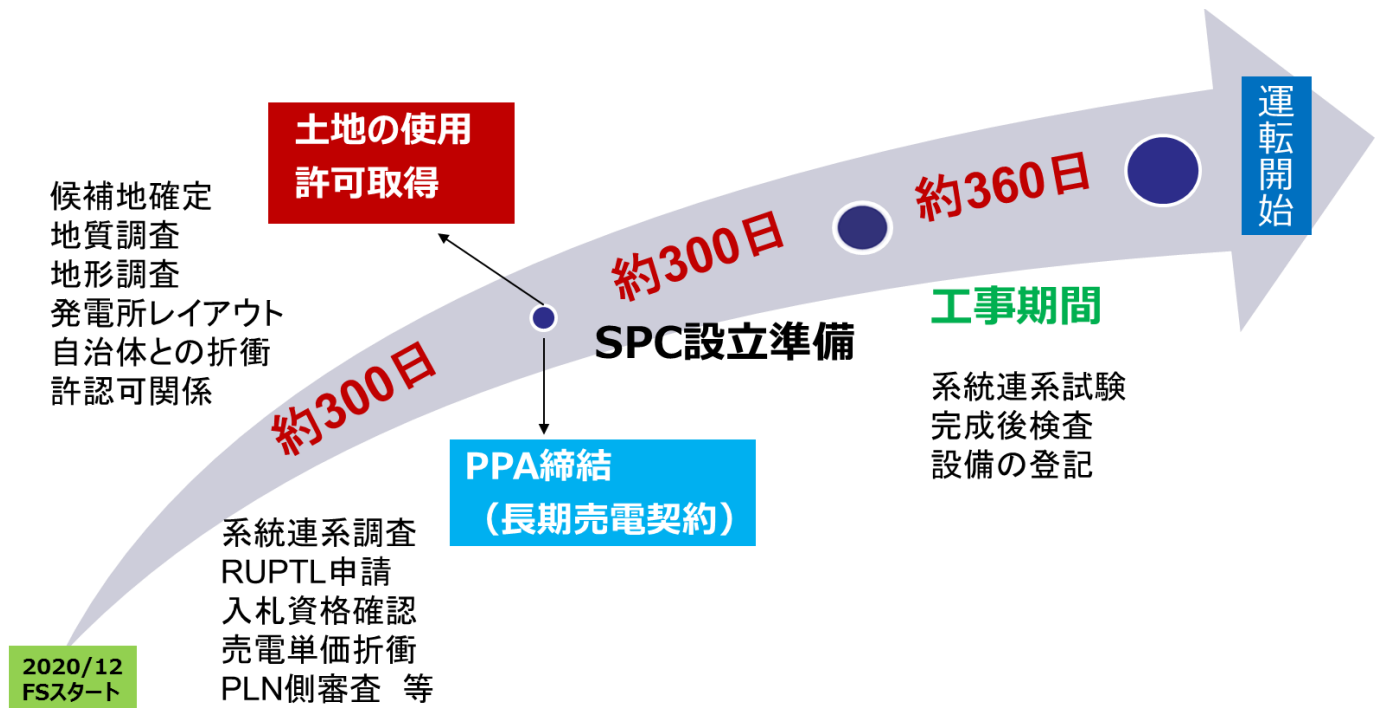 土地の使用
許可取得
候補地確定
地質調査
地形調査
発電所レイアウト
自治体との折衝
許認可関係
約300日
約300日
約360日
運転開始
SPC設立準備
工事期間
系統連系試験
完成後検査
設備の登記
PPA締結
（長期売電契約）
系統連系調査
RUPTL申請
入札資格確認
売電単価折衝
PLN側審査 等
2020/12
FSスタート